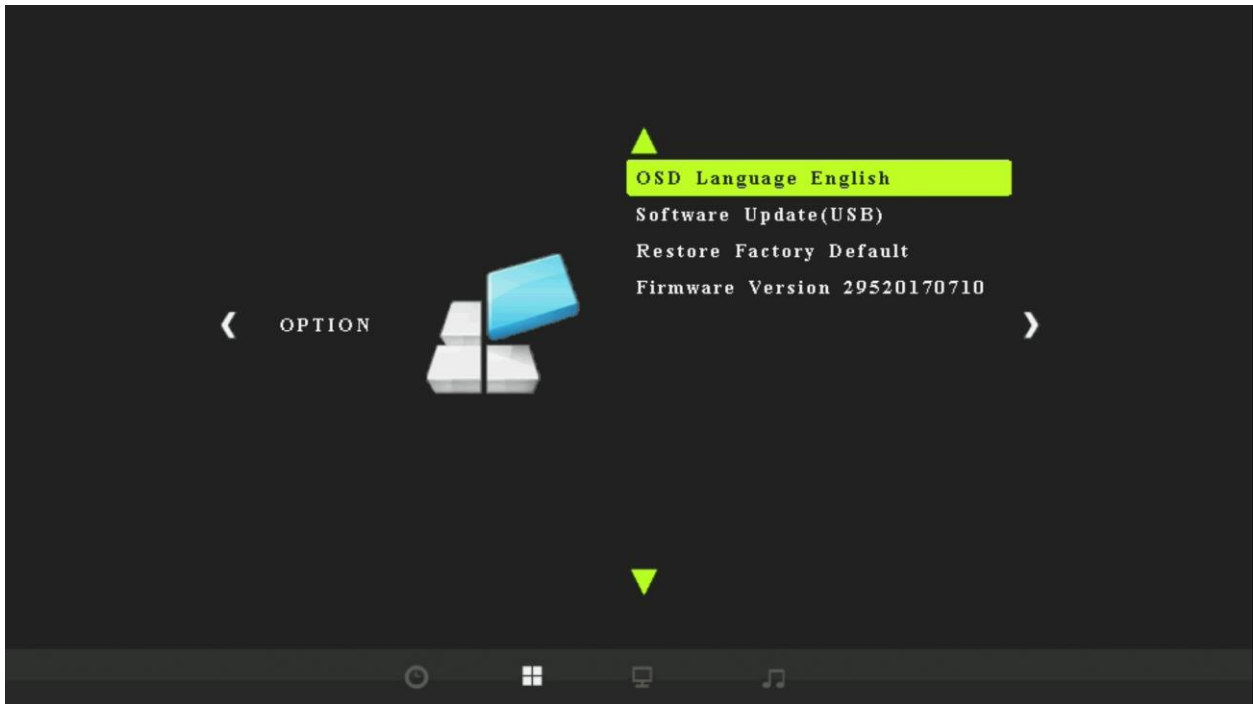 OSD Language English
Software Update(USB)
Restore Factory Default
Firmware Version 29520170710
OPTION